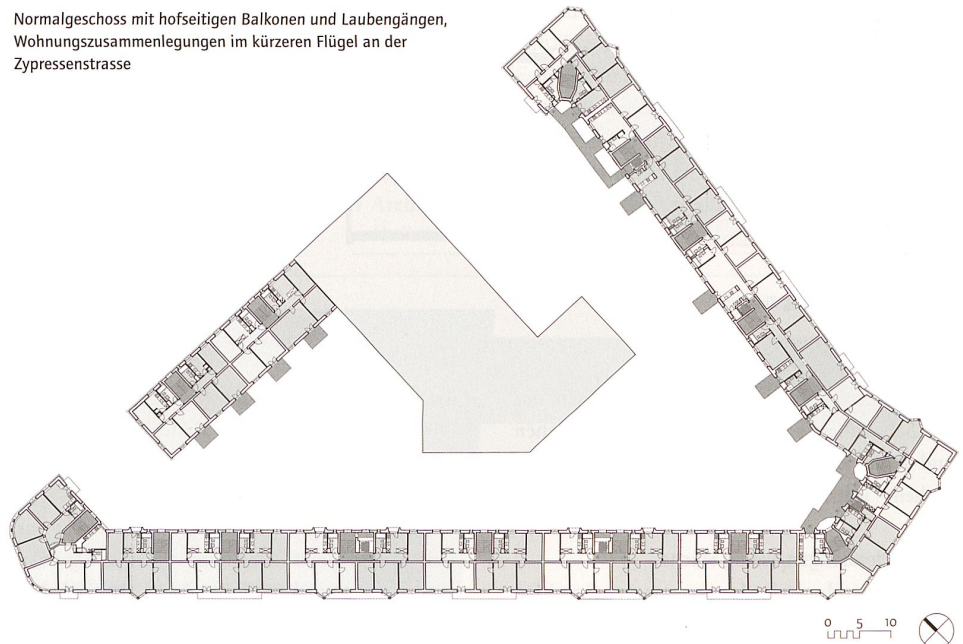 Normalgeschoss mit hofseitigen Balkonen und Laubengängen,
Wohnungszusammenlegungen im kürzeren Flügel an der
Zypressenstrasse
0 5 10